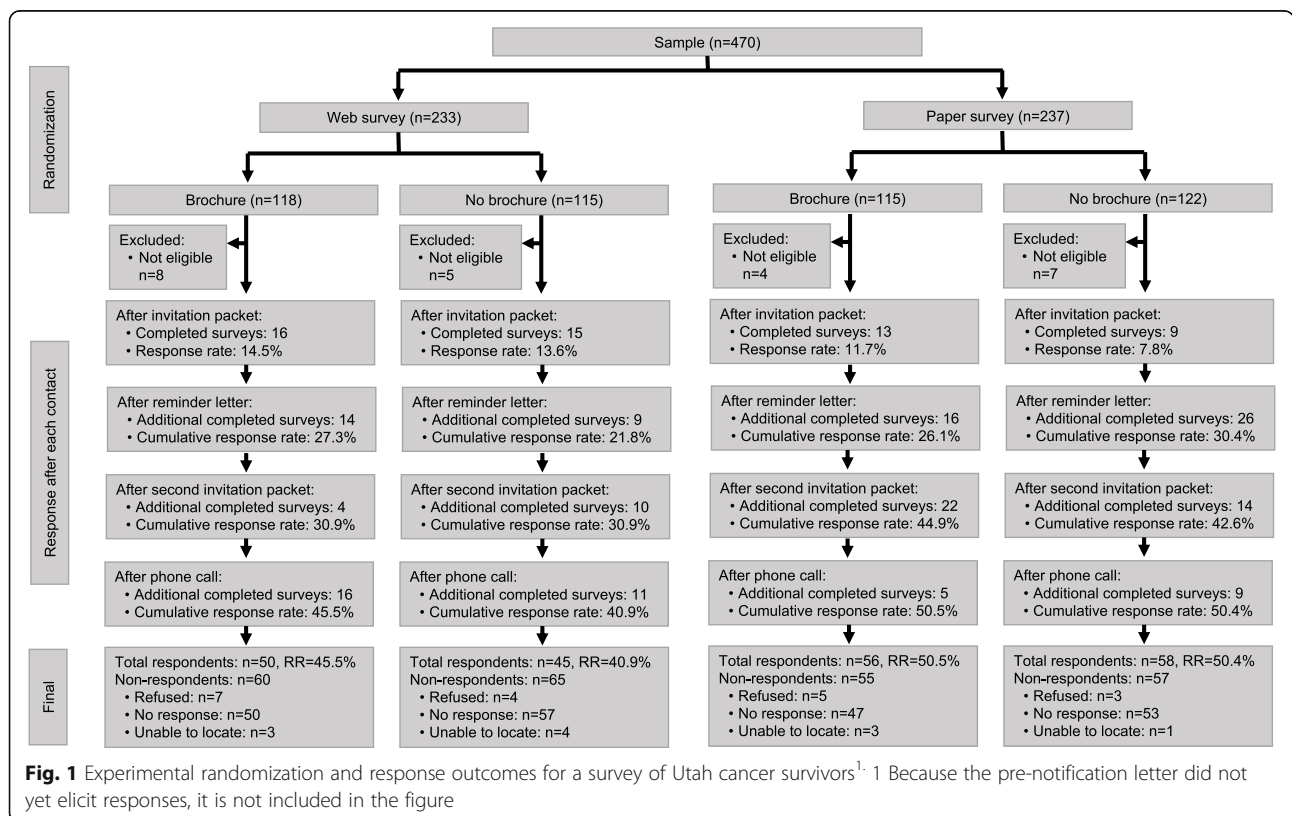 Sample (n=470)
Randomization
Web survey (n=233)
Paper survey (n=237)
Brochure (n=118)
No brochure (n=115)
Brochure (n=115)
No brochure (n=122)
Excluded:
• Not eligible
n=8
Excluded:
• Not eligible
n=5
Excluded:
• Not eligible
n=4
Excluded:
• Not eligible
n=7
Response after each contact
After invitation packet:
• Completed surveys: 16
• Response rate: 14.5%
After invitation packet:
• Completed surveys: 15
• Response rate: 13.6%
After invitation packet:
• Completed surveys: 13
• Response rate: 11.7%
After invitation packet:
• Completed surveys: 9
• Response rate: 7.8%
After reminder letter:
• Additional completed surveys: 14
• Cumulative response rate: 27.3%
After reminder letter:
• Additional completed surveys: 9
• Cumulative response rate: 21.8%
After reminder letter:
• Additional completed surveys: 16
• Cumulative response rate: 26.1%
After reminder letter:
• Additional completed surveys: 26
• Cumulative response rate: 30.4%
After second invitation packet:
• Additional completed surveys: 4
• Cumulative response rate: 30.9%
After second invitation packet:
• Additional completed surveys: 10
• Cumulative response rate: 30.9%
After second invitation packet:
• Additional completed surveys: 22
• Cumulative response rate: 44.9%
After second invitation packet:
• Additional completed surveys: 14
• Cumulative response rate: 42.6%
After phone call:
• Additional completed surveys: 16
• Cumulative response rate: 45.5%
After phone call:
• Additional completed surveys: 11
• Cumulative response rate: 40.9%
After phone call:
• Additional completed surveys: 5
• Cumulative response rate: 50.5%
After phone call:
• Additional completed surveys: 9
• Cumulative response rate: 50.4%
Final
Total respondents: n=50, RR=45.5%
Non-respondents: n=60
• Refused: n=7
• No response: n=50
• Unable to locate: n=3
Total respondents: n=45, RR=40.9%
Non-respondents: n=65
• Refused: n=4
• No response: n=57
• Unable to locate: n=4
Total respondents: n=56, RR=50.5%
Non-respondents: n=55
• Refused: n=5
• No response: n=47
• Unable to locate: n=3
Total respondents: n=58, RR=50.4%
Non-respondents: n=57
• Refused: n=3
• No response: n=53
• Unable to locate: n=1
Fig. 1 Experimental randomization and response outcomes for a survey of Utah cancer survivors1. 1 Because the pre-notification letter did not
yet elicit responses, it is not included in the figure